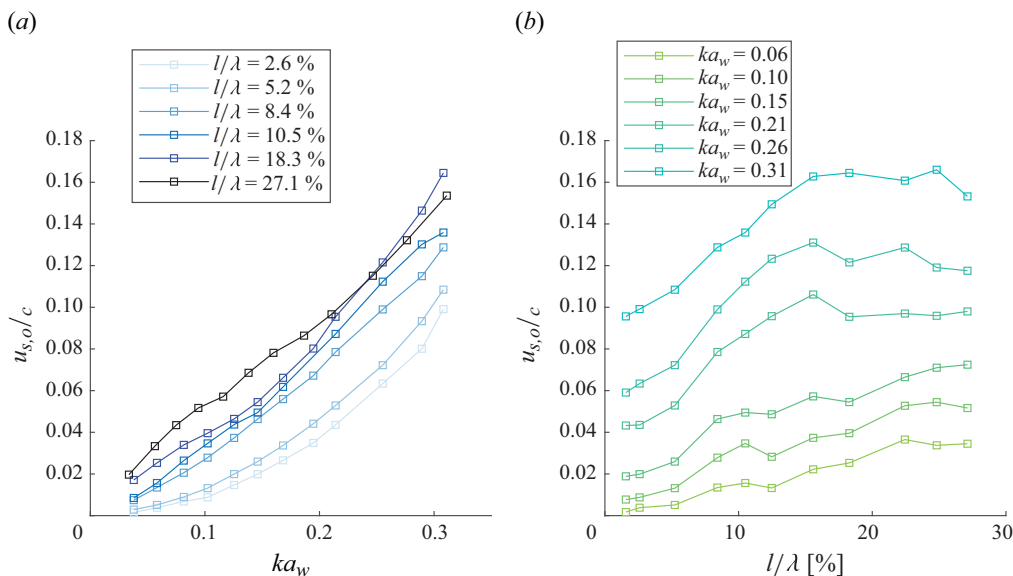 (a)
l/λ = 2.6 %
l/λ = 5.2 %
l/λ = 8.4 %
l/λ = 10.5 %
l/λ = 18.3 %
l/λ = 27.1 %
0.18
0.16
0.14
0.12
0.10
0.08
0.06
0.04
0.02
u_{s,o}/c
0 0.1 0.2 0.3
ka_w
(b)
ka_w = 0.06
ka_w = 0.10
ka_w = 0.15
ka_w = 0.21
ka_w = 0.26
ka_w = 0.31
0.18
0.16
0.14
0.12
0.10
0.08
0.06
0.04
0.02
u_{s,o}/c
0 10 20 30
l/λ [%]